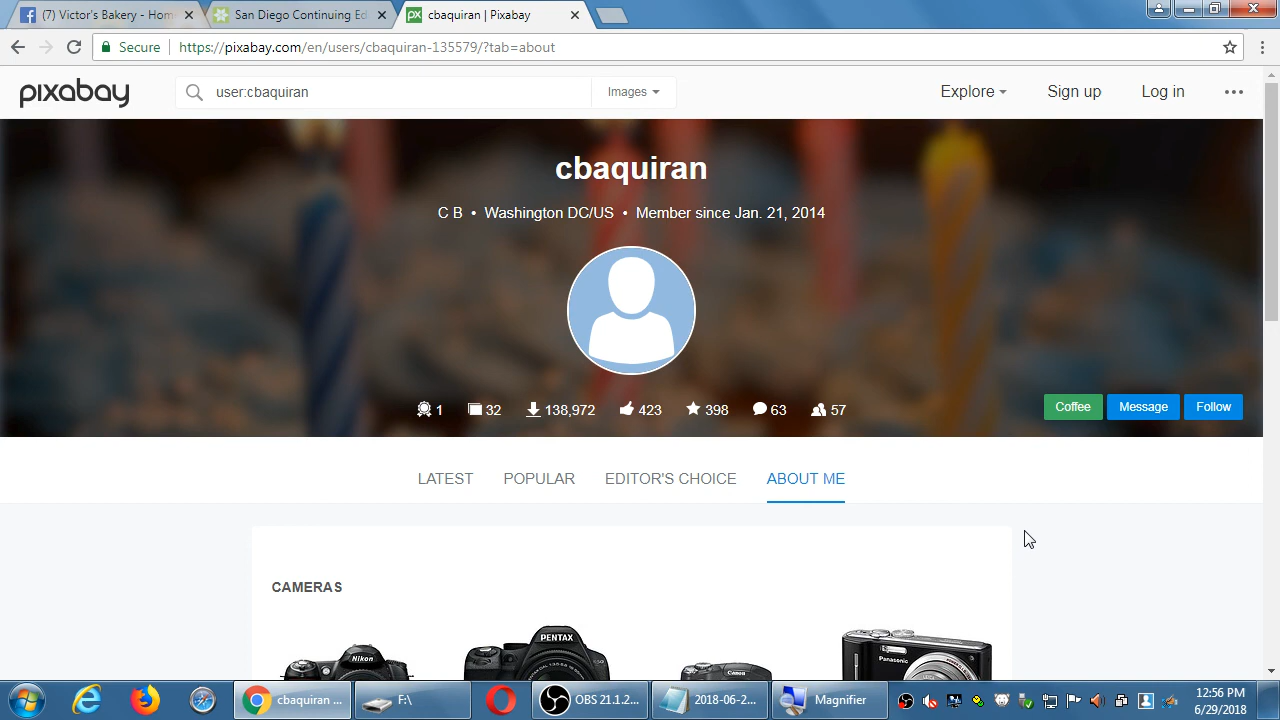 (7) Victor's Bakery - Hom
San Diego Continuing Ed
px cbaquiran | Pixabay
Secure https://pixabay.com/en/users/cbaquiran-135579/?tab=about
pixabay user:cbaquiran Images Explore Sign up Log in
cbaquiran
C B • Washington DC/US • Member since Jan. 21, 2014
1 32 138,972 423 398 63 57 Coffee Message Follow
LATEST POPULAR EDITOR'S CHOICE ABOUT ME
CAMERAS
PENTAX
Nikon
Panasonic
Canon
cbaquiran ... F:\ OBS 21.1.2... 2018-06-2... Magnifier
12:56 PM
6/29/2018